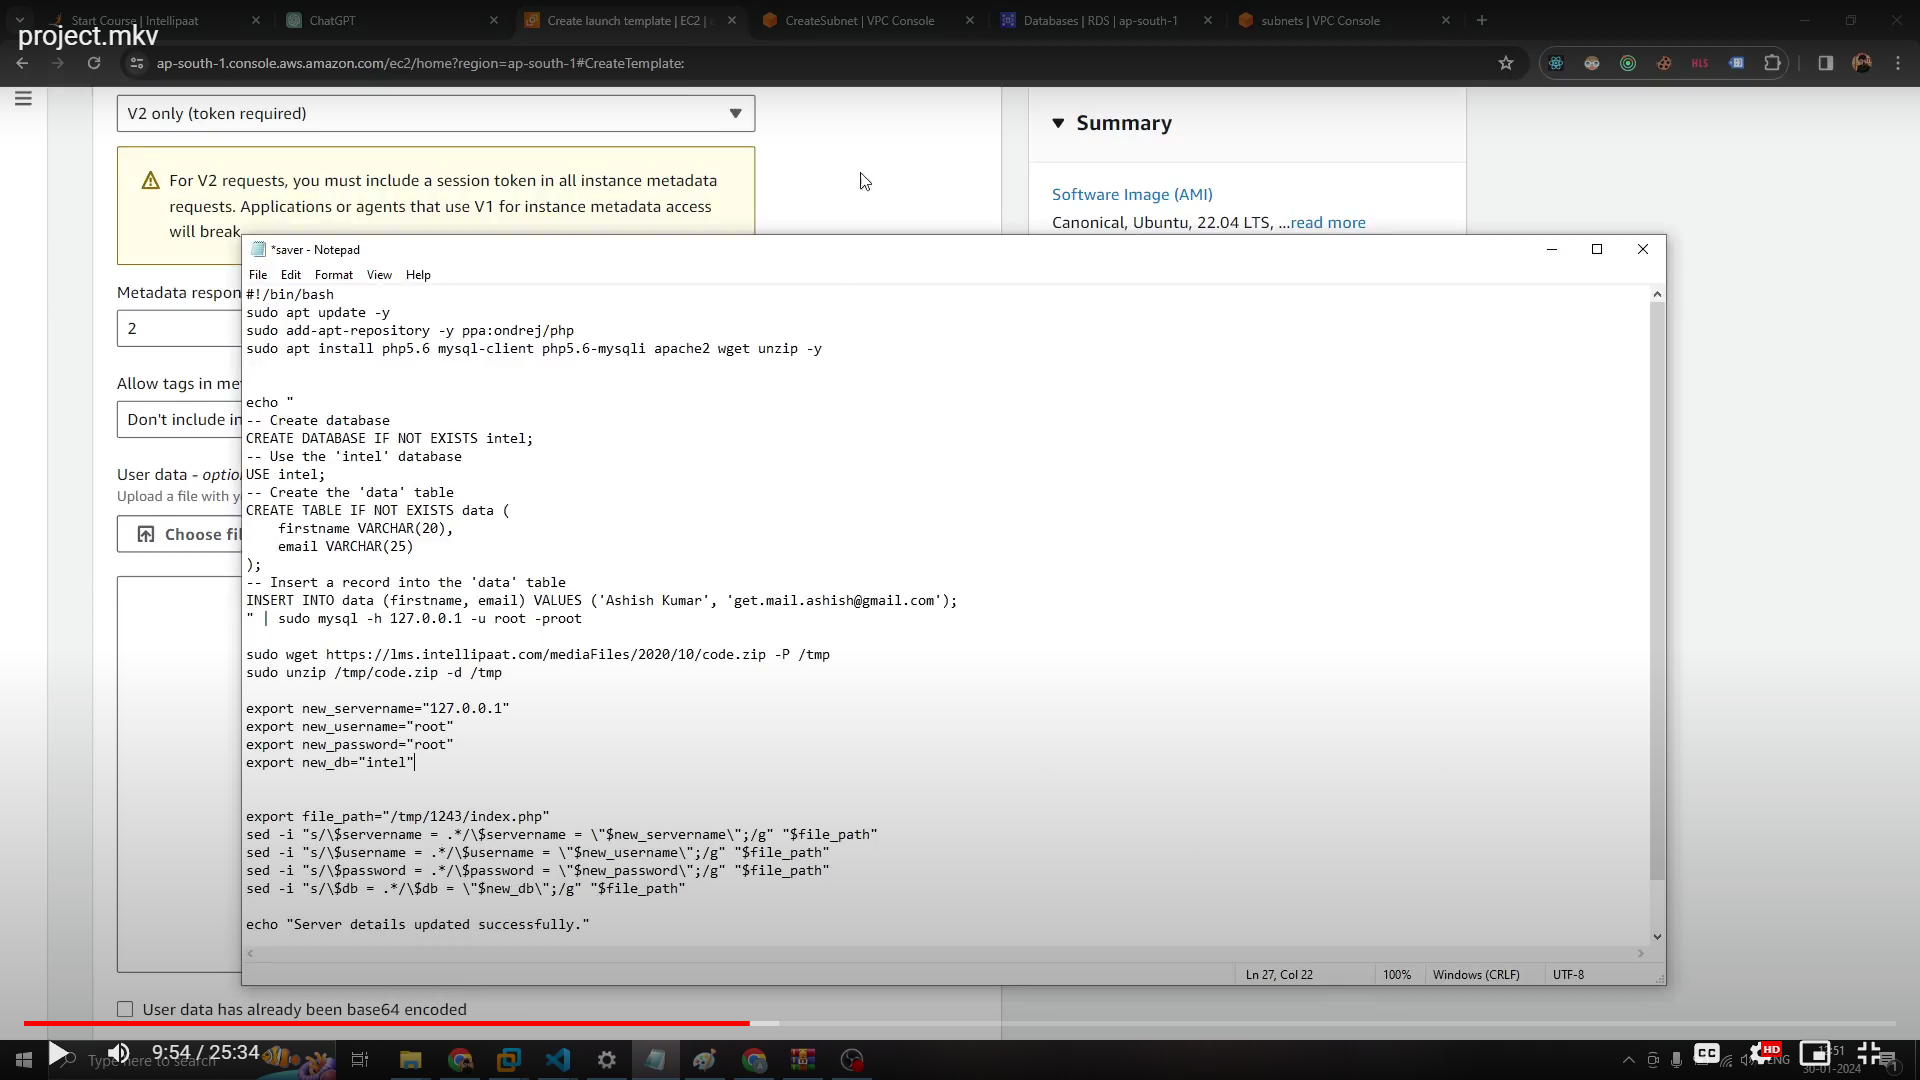 Start Course | Intellipaat
ChatGPT
Create launch template | EC2 |
CreateSubnet | VPC Console
Databases | RDS | ap-south-1
subnets | VPC Console
project.mkv
ap-south-1.console.aws.amazon.com/ec2/home?region=ap-south-1#CreateTemplate:
HLS
V2 only (token required)
Summary
For V2 requests, you must include a session token in all instance metadata
requests. Applications or agents that use V1 for instance metadata access
will break.
Software Image (AMI)
Canonical, Ubuntu, 22.04 LTS, ...read more
*saver - Notepad
File Edit Format View Help
Metadata respon
2
Allow tags in me
Don't include in
User data - optio
Upload a file with y
Choose fil
#!/bin/bash
sudo apt update -y
sudo add-apt-repository -y ppa:ondrej/php
sudo apt install php5.6 mysql-client php5.6-mysqli apache2 wget unzip -y
echo "
-- Create database
CREATE DATABASE IF NOT EXISTS intel;
-- Use the 'intel' database
USE intel;
-- Create the 'data' table
CREATE TABLE IF NOT EXISTS data (
    firstname VARCHAR(20),
    email VARCHAR(25)
);
-- Insert a record into the 'data' table
INSERT INTO data (firstname, email) VALUES ('Ashish Kumar', 'get.mail.ashish@gmail.com');
" | sudo mysql -h 127.0.0.1 -u root -proot
sudo wget https://lms.intellipaat.com/mediaFiles/2020/10/code.zip -P /tmp
sudo unzip /tmp/code.zip -d /tmp
export new_servername="127.0.0.1"
export new_username="root"
export new_password="root"
export new_db="intel"
export file_path="/tmp/1243/index.php"
sed -i "s/\$servername = .*/\$servername = \"$new_servername\";/g" "$file_path"
sed -i "s/\$username = .*/\$username = \"$new_username\";/g" "$file_path"
sed -i "s/\$password = .*/\$password = \"$new_password\";/g" "$file_path"
sed -i "s/\$db = .*/\$db = \"$new_db\";/g" "$file_path"
echo "Server details updated successfully."
Ln 27, Col 22
100%
Windows (CRLF)
UTF-8
User data has already been base64 encoded
9:54 / 25:34
Type here to search
CC
HD
ENG
30-01-2024